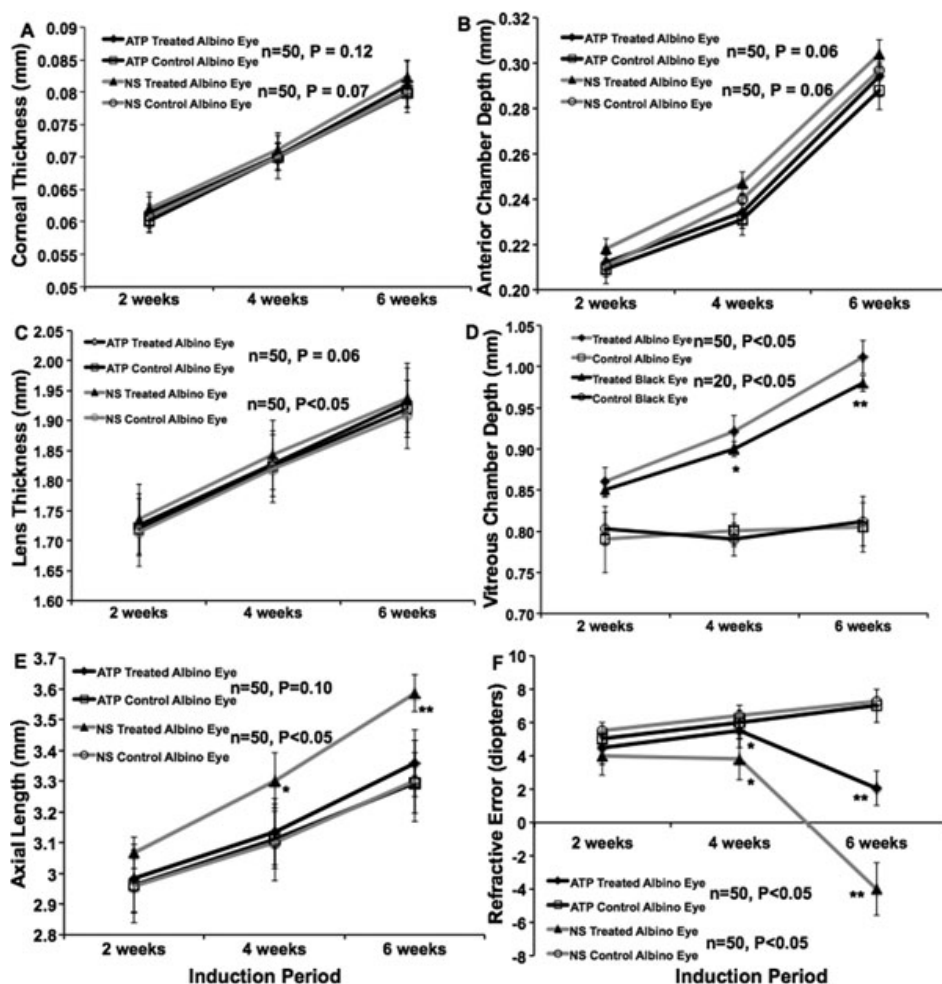 A
ATP Treated Albino Eye
ATP Control Albino Eye
n=50, P = 0.12
NS Treated Albino Eye
NS Control Albino Eye
n=50, P = 0.07
Corneal Thickness (mm)
0.09
0.085
0.08
0.075
0.07
0.065
0.06
0.055
0.05
2 weeks
4 weeks
6 weeks
B
ATP Treated Albino Eye
ATP Control Albino Eye
n=50, P = 0.06
NS Treated Albino Eye
NS Control Albino Eye
n=50, P = 0.06
Anterior Chamber Depth (mm)
0.32
0.30
0.28
0.26
0.24
0.22
0.20
2 weeks
4 weeks
6 weeks
C
ATP Treated Albino Eye
ATP Control Albino Eye
n=50, P = 0.06
NS Treated Albino Eye
NS Control Albino Eye
n=50, P<0.05
Lens Thickness (mm)
2.05
2.00
1.95
1.90
1.85
1.80
1.75
1.70
1.65
1.60
2 weeks
4 weeks
6 weeks
D
Treated Albino Eye
Control Albino Eye
n=50, P<0.05
Treated Black Eye
Control Black Eye
n=20, P<0.05
Vitreous Chamber Depth (mm)
1.05
1.00
0.95
0.90
0.85
0.80
0.75
0.70
*
**
2 weeks
4 weeks
6 weeks
E
ATP Treated Albino Eye
ATP Control Albino Eye
n=50, P=0.10
NS Treated Albino Eye
NS Control Albino Eye
n=50, P<0.05
Axial Length (mm)
3.7
3.6
3.5
3.4
3.3
3.2
3.1
3
2.9
2.8
*
**
2 weeks
4 weeks
6 weeks
Induction Period
F
Refractive Error (diopters)
10
8
6
4
2
0
-2
-4
-6
-8
*
*
**
**
2 weeks
4 weeks
6 weeks
ATP Treated Albino Eye
ATP Control Albino Eye
n=50, P<0.05
NS Treated Albino Eye
NS Control Albino Eye
n=50, P<0.05
Induction Period